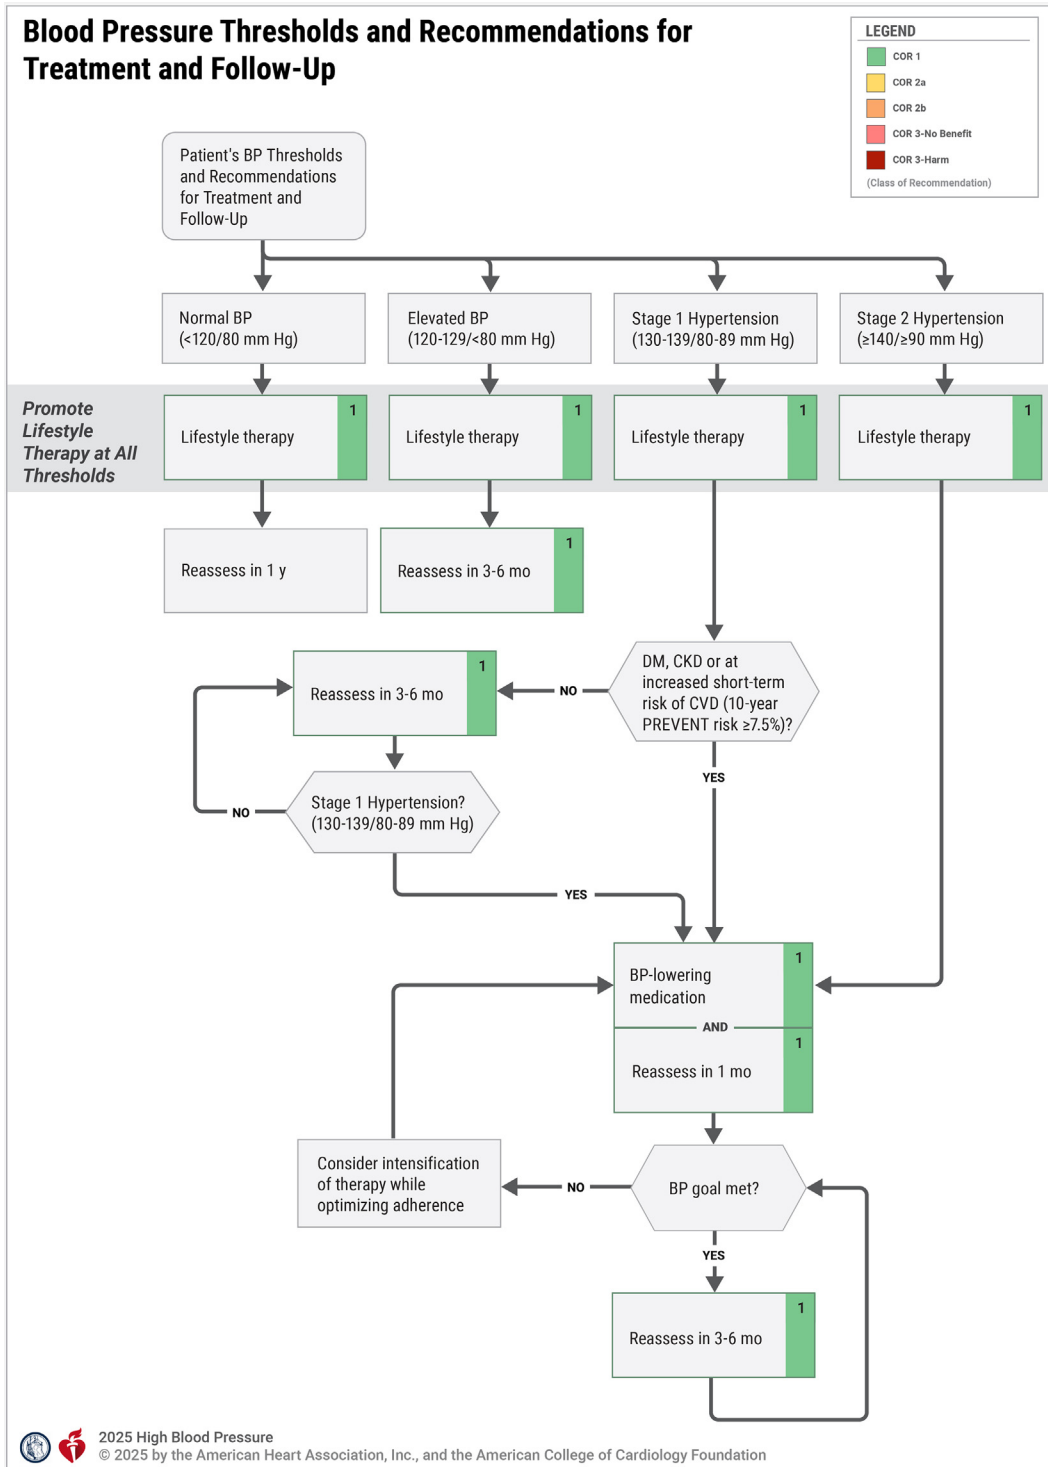 Blood Pressure Thresholds and Recommendations for
Treatment and Follow-Up
LEGEND
COR 1
COR 2a
COR 2b
COR 3-No Benefit
COR 3-Harm
(Class of Recommendation)
Patient's BP Thresholds
and Recommendations
for Treatment and
Follow-Up
Normal BP
(<120/80 mm Hg)
Elevated BP
(120-129/<80 mm Hg)
Stage 1 Hypertension
(130-139/80-89 mm Hg)
Stage 2 Hypertension
(≥140/≥90 mm Hg)
Promote
Lifestyle
Therapy at All
Thresholds
Lifestyle therapy
1
Lifestyle therapy
1
Lifestyle therapy
1
Lifestyle therapy
1
Reassess in 1 y
Reassess in 3-6 mo
1
DM, CKD or at
increased short-term
risk of CVD (10-year
PREVENT risk ≥7.5%)?
NO
Reassess in 3-6 mo
1
YES
Stage 1 Hypertension?
(130-139/80-89 mm Hg)
NO
YES
BP-lowering
medication
1
AND
Reassess in 1 mo
1
BP goal met?
NO
Consider intensification
of therapy while
optimizing adherence
YES
Reassess in 3-6 mo
1
2025 High Blood Pressure
© 2025 by the American Heart Association, Inc., and the American College of Cardiology Foundation